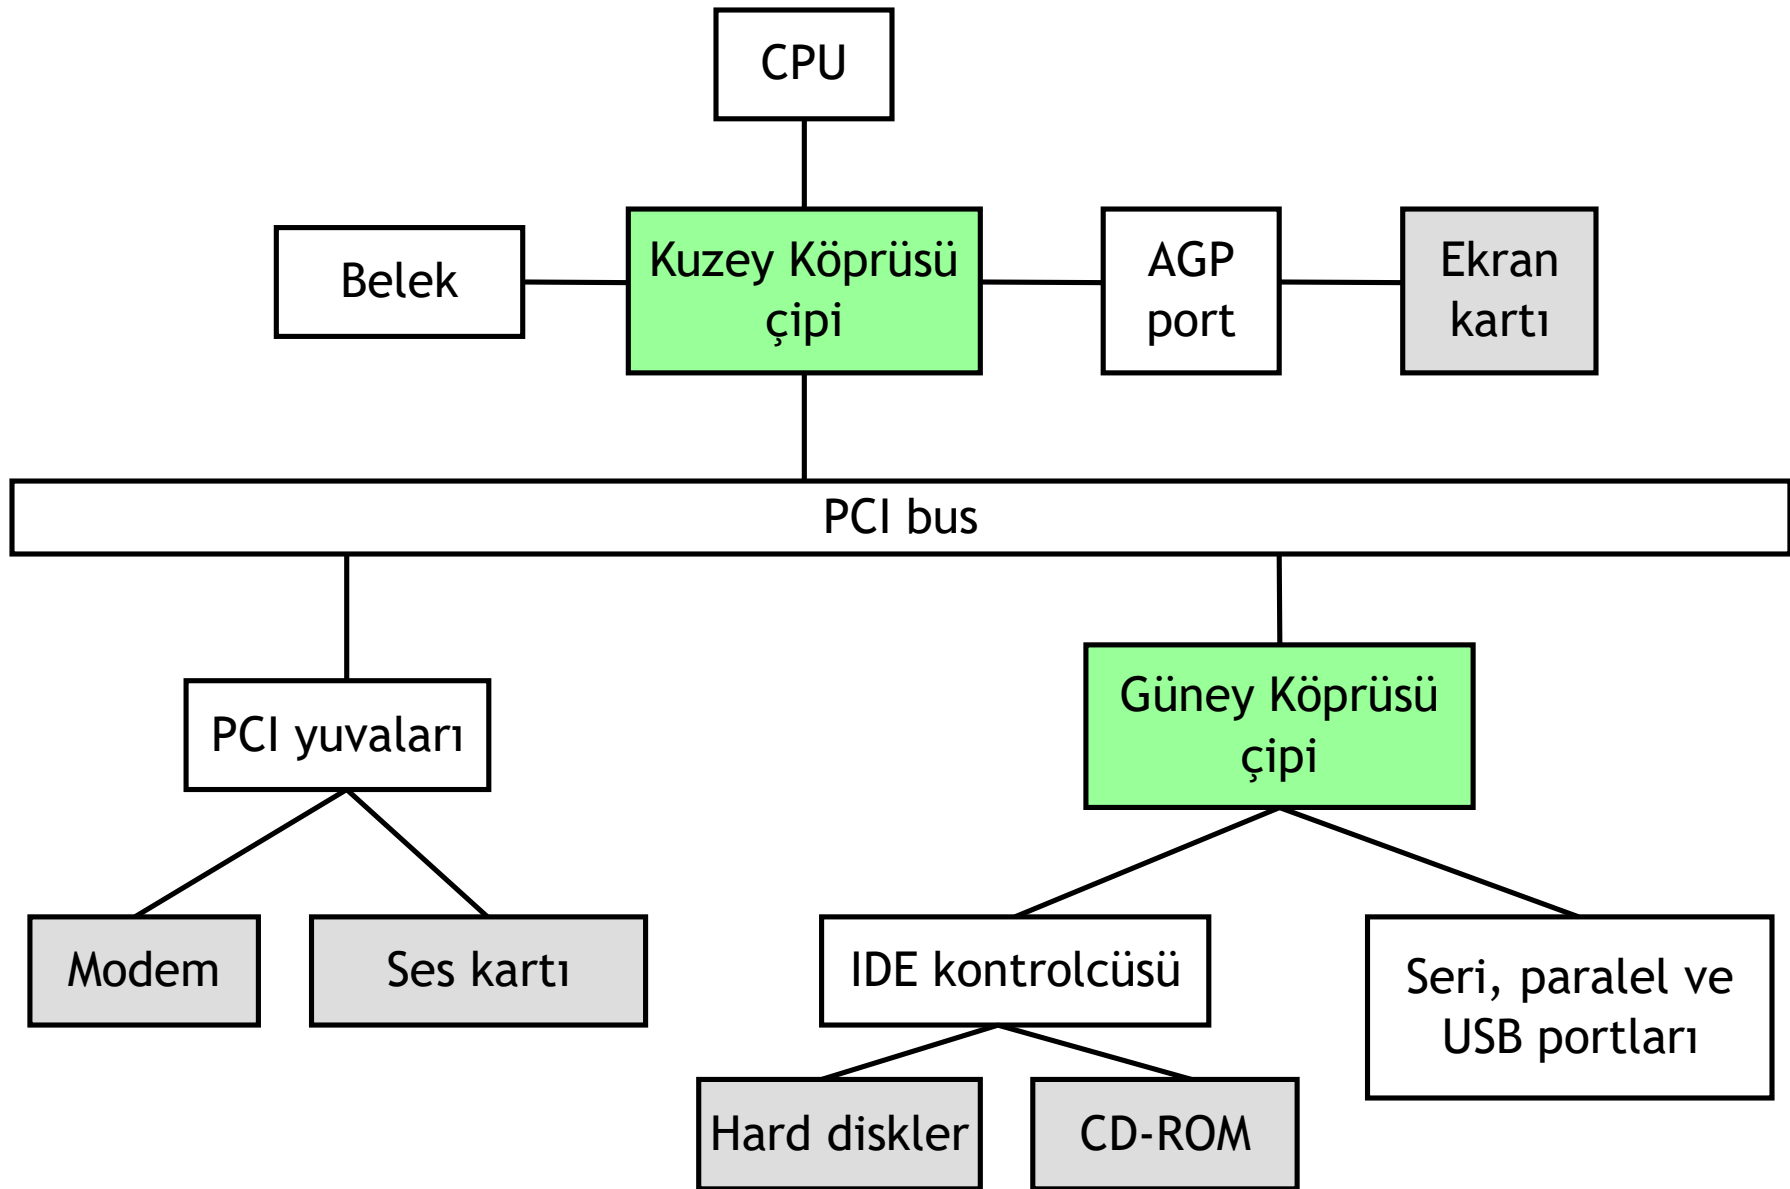 CPU
Belek
Kuzey Köprüsü
çipi
AGP
port
Ekran
kartı
PCI bus
PCI yuvaları
Güney Köprüsü
çipi
Modem
Ses kartı
IDE kontrolcüsü
Seri, paralel ve
USB portları
Hard diskler
CD-ROM